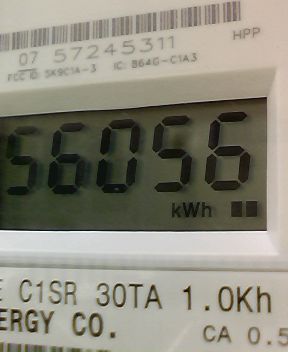 07 57245311 HPP
FCC ID: SK9C1A-3 IC: 864G-C1A3
56056
kWh
E C1SR 30TA 1.0Kh
ERGY CO. CA 0.5